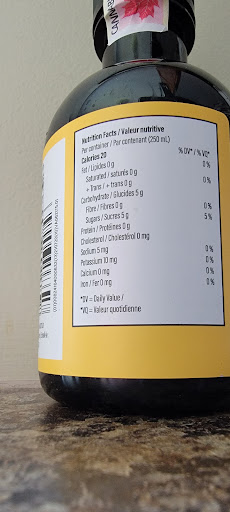 Nutrition Facts / Valeur nutritive
Per container / Par contenant (250 mL)
Calories 20 % DV* / % VQ*
Fat / Lipides 0 g 0 %
Saturated / saturés 0 g
+ Trans / + trans 0 g 0 %
Carbohydrate / Glucides 5 g
Fibre / Fibres 0 g 0 %
Sugars / Sucres 5 g 5 %
Protein / Protéines 0 g
Cholesterol / Cholestérol 0 mg
Sodium 5 mg 0 %
Potassium 10 mg 0 %
Calcium 0 mg 0 %
Iron / Fer 0 mg 0 %
*DV = Daily Value /
*VQ = Valeur quotidienne